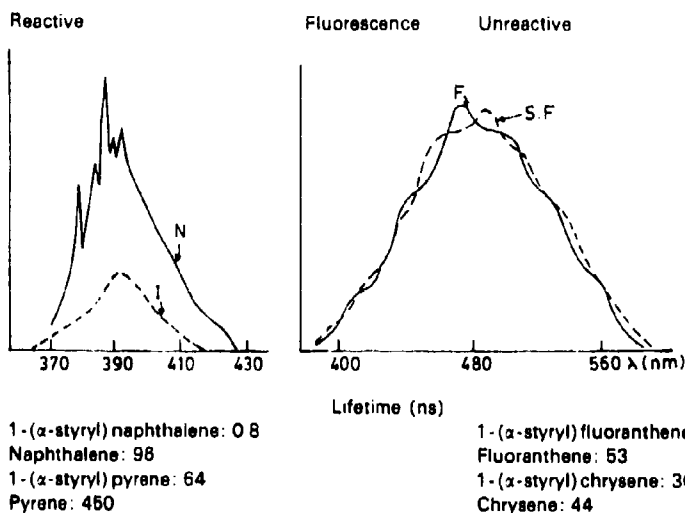 Reactive
Fluorescence Unreactive
F
S.F
N
I
370 390 410 430
400 480 560 λ(nm)
Lifetime (ns)
1-(α-styryl) naphthalene: 0 8
Naphthalene: 96
1-(α-styryl) pyrene: 64
Pyrene: 450
1-(α-styryl) fluoranthene
Fluoranthene: 53
1-(α-styryl) chrysene:
Chrysene: 44